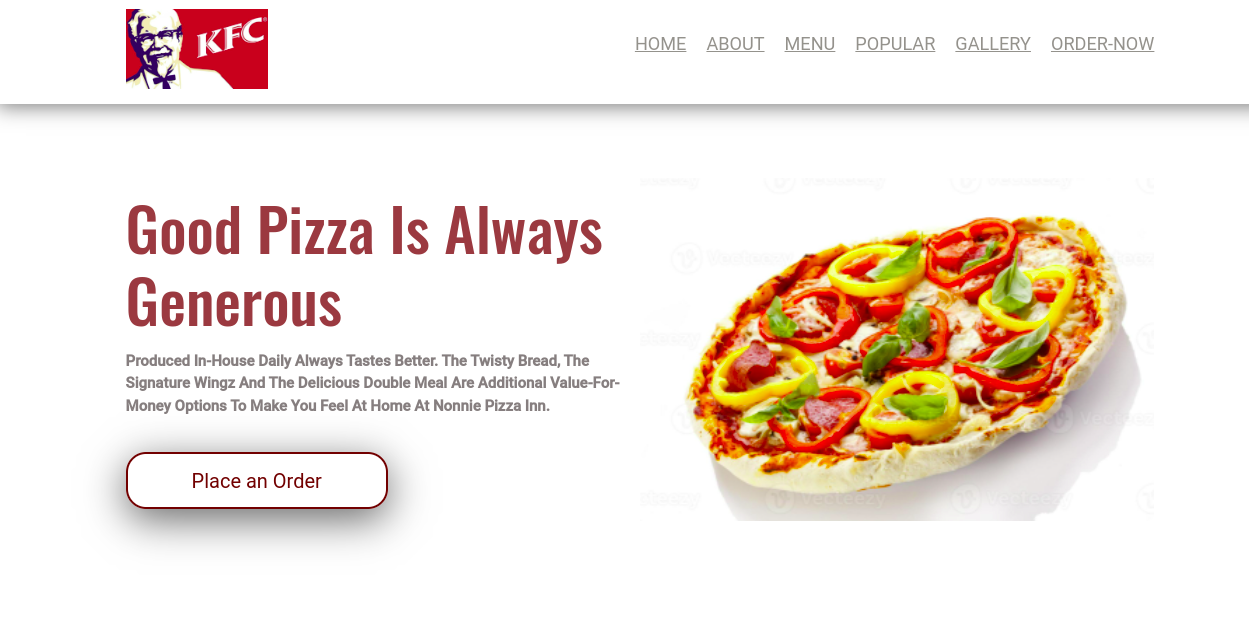 KFC
HOME ABOUT MENU POPULAR GALLERY ORDER-NOW
Good Pizza Is Always
Generous
Produced In-House Daily Always Tastes Better. The Twisty Bread, The
Signature Wingz And The Delicious Double Meal Are Additional Value-For-
Money Options To Make You Feel At Home At Nonnie Pizza Inn.
Place an Order
Vecteezy